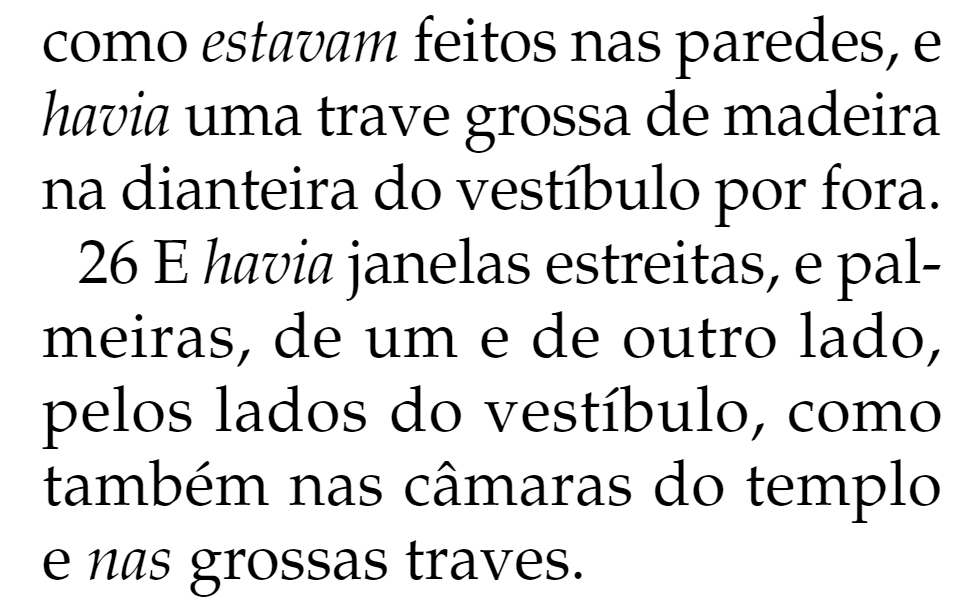 como estavam feitos nas paredes, e
havia uma trave grossa de madeira
na dianteira do vestíbulo por fora.
26 E havia janelas estreitas, e pal-
meiras, de um e de outro lado,
pelos lados do vestíbulo, como
também nas câmaras do templo
e nas grossas traves.